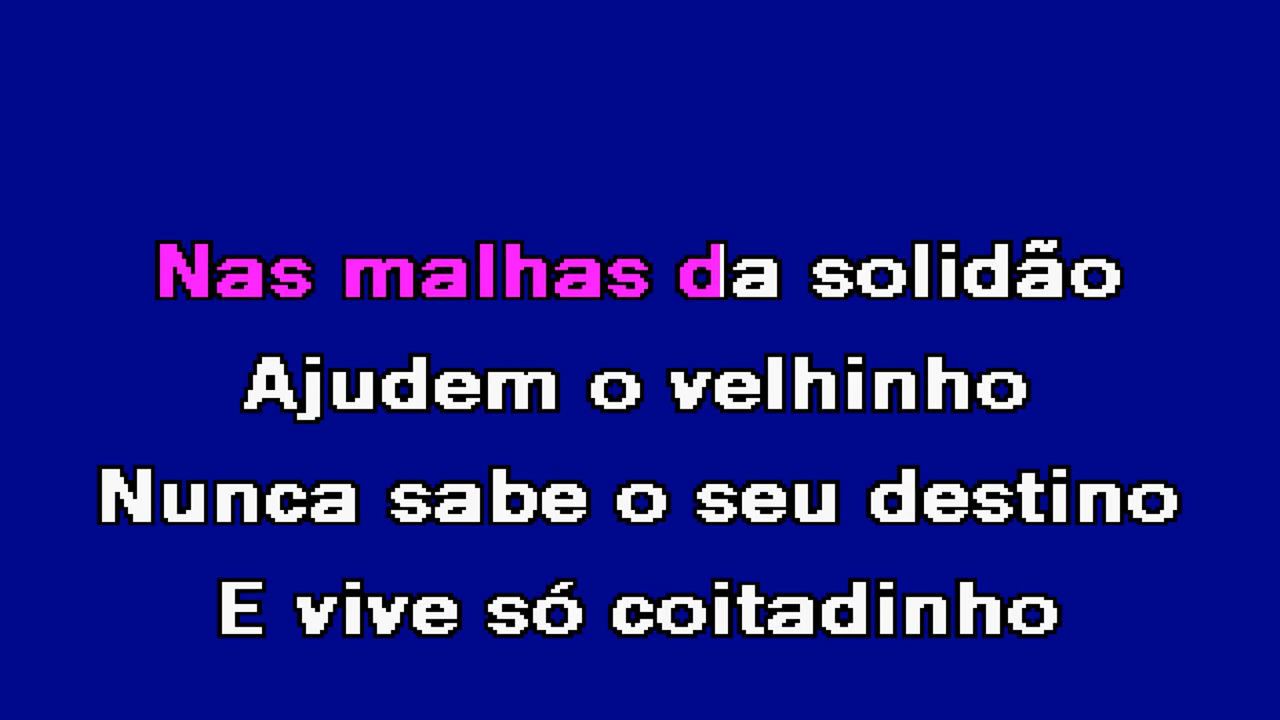 Nas malhas da solidão
Ajudem o velhinho
Nunca sabe o seu destino
E vive só coitadinho